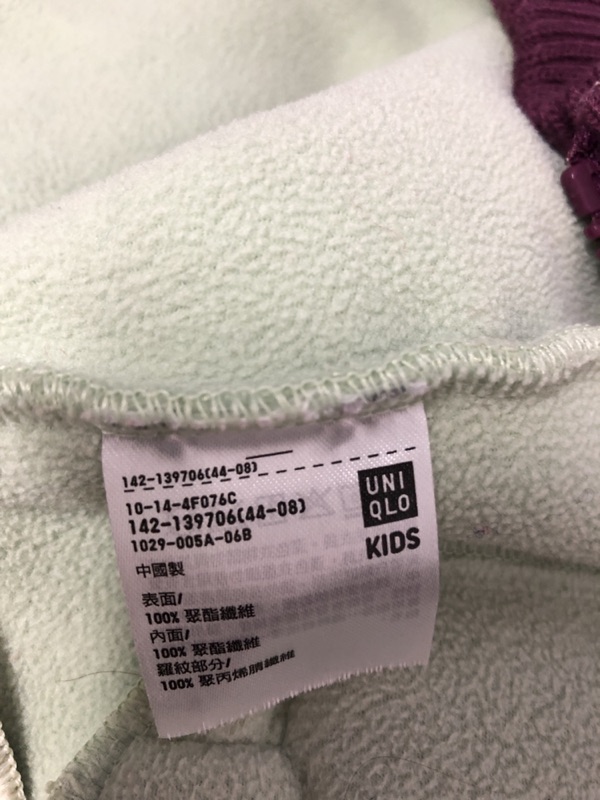 142-139706(44-08)
10-14-4F076C
142-139706(44-08)
1029-005A-06B
UNI
QLO
KIDS
中國製
表面/
100% 聚酯纖維
內面/
100% 聚酯纖維
羅紋部分/
100% 聚丙烯腈纖維